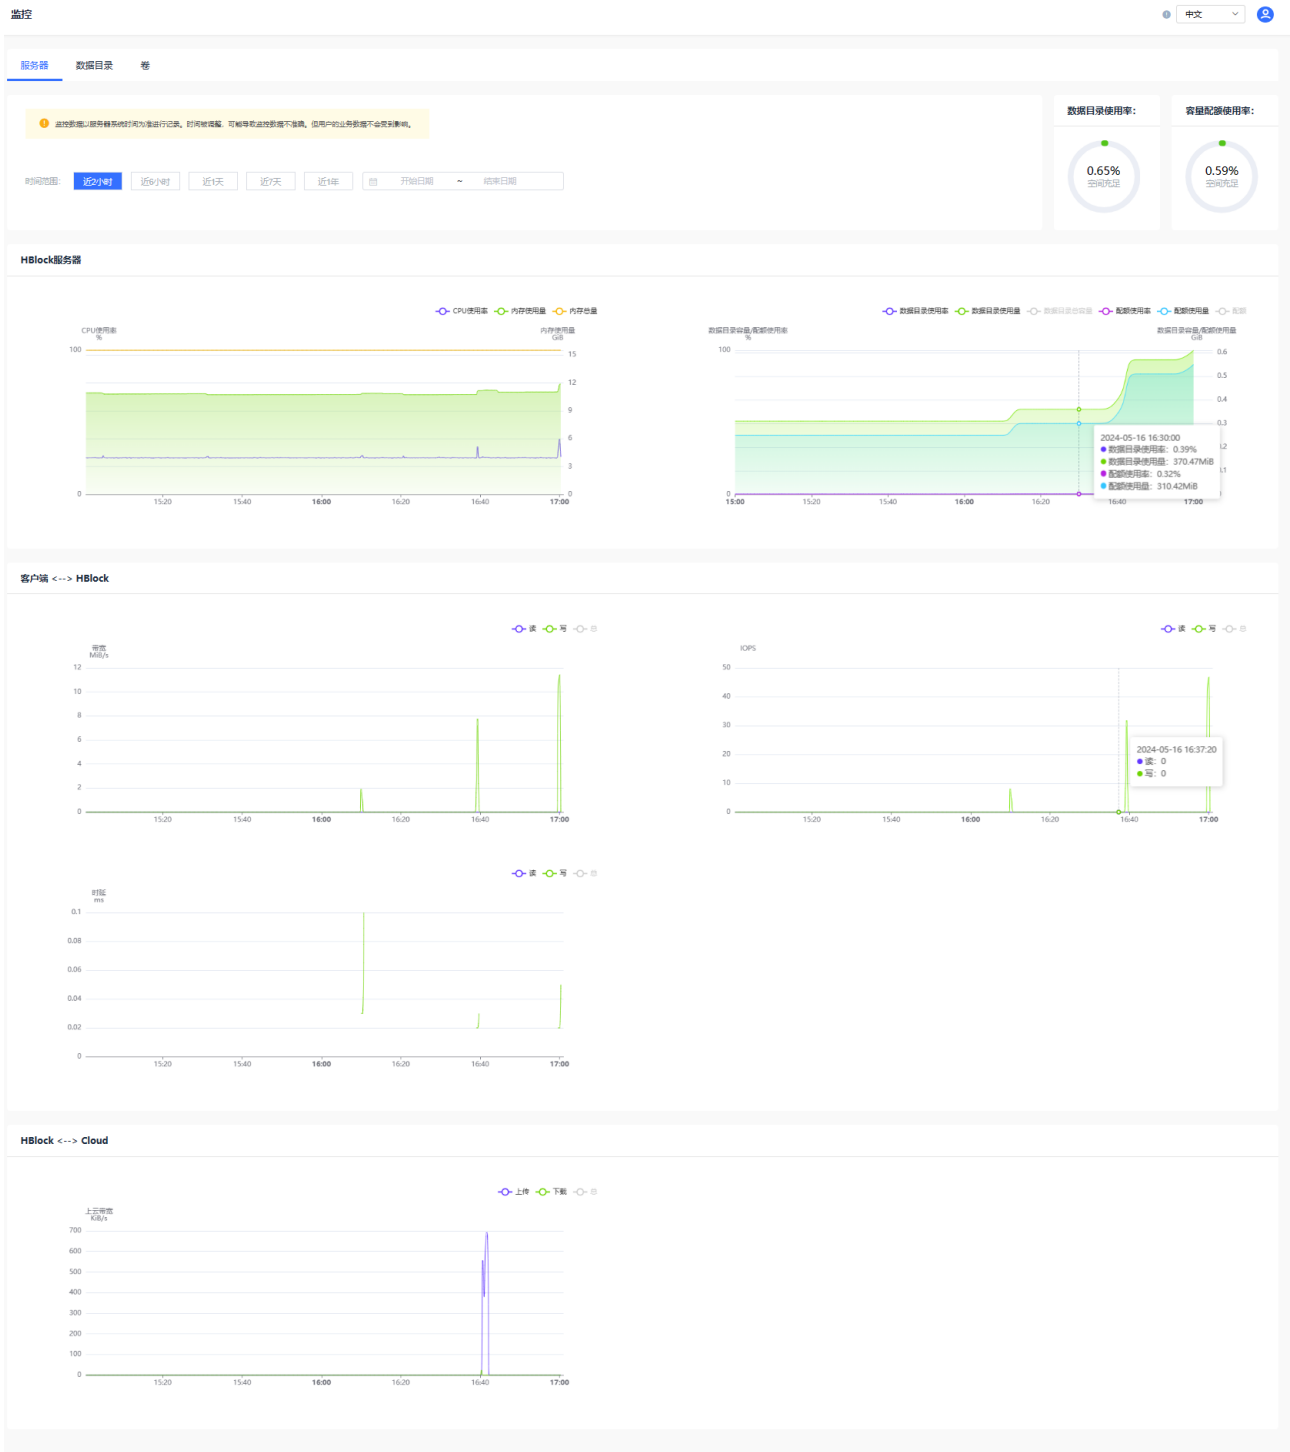 监控
中文
服务器 数据目录 卷
监控数据以服务器系统时间为准进行记录。时间被调整，可能导致监控数据不准确，但用户的业务数据不会受到影响。
时间范围: 近2小时 近6小时 近1天 近7天 近1年 开始日期 ~ 结束日期
数据目录使用率:
0.65%
空间充足
容量配额使用率:
0.59%
空间充足
HBlock服务器
CPU使用率 内存使用量 内存总量
CPU使用率
%
内存使用量
GiB
100
0
15
12
9
6
3
0
15:20 15:40 16:00 16:20 16:40 17:00
数据目录使用率 数据目录使用量 数据目录总容量 配额使用率 配额使用量 配额
数据目录容量/配额使用率
%
数据目录容量/配额使用量
GiB
100
0
0.6
0.5
0.4
0.3
2024-05-16 16:30:00
数据目录使用率: 0.39%
数据目录使用量: 370.47MiB
配额使用率: 0.32%
配额使用量: 310.42MiB
15:00 15:20 15:40 16:00 16:20 16:40 17:00
客户端 <--> HBlock
读 写 总
带宽
MiB/s
12
10
8
6
4
2
0
15:20 15:40 16:00 16:20 16:40 17:00
读 写 总
IOPS
50
40
30
20
10
0
2024-05-16 16:37:20
读: 0
写: 0
15:20 15:40 16:00 16:20 16:40 17:00
读 写 总
时延
ms
0.1
0.08
0.06
0.04
0.02
0
15:20 15:40 16:00 16:20 16:40 17:00
HBlock <--> Cloud
上传 下载 总
上云带宽
KiB/s
700
600
500
400
300
200
100
0
15:20 15:40 16:00 16:20 16:40 17:00